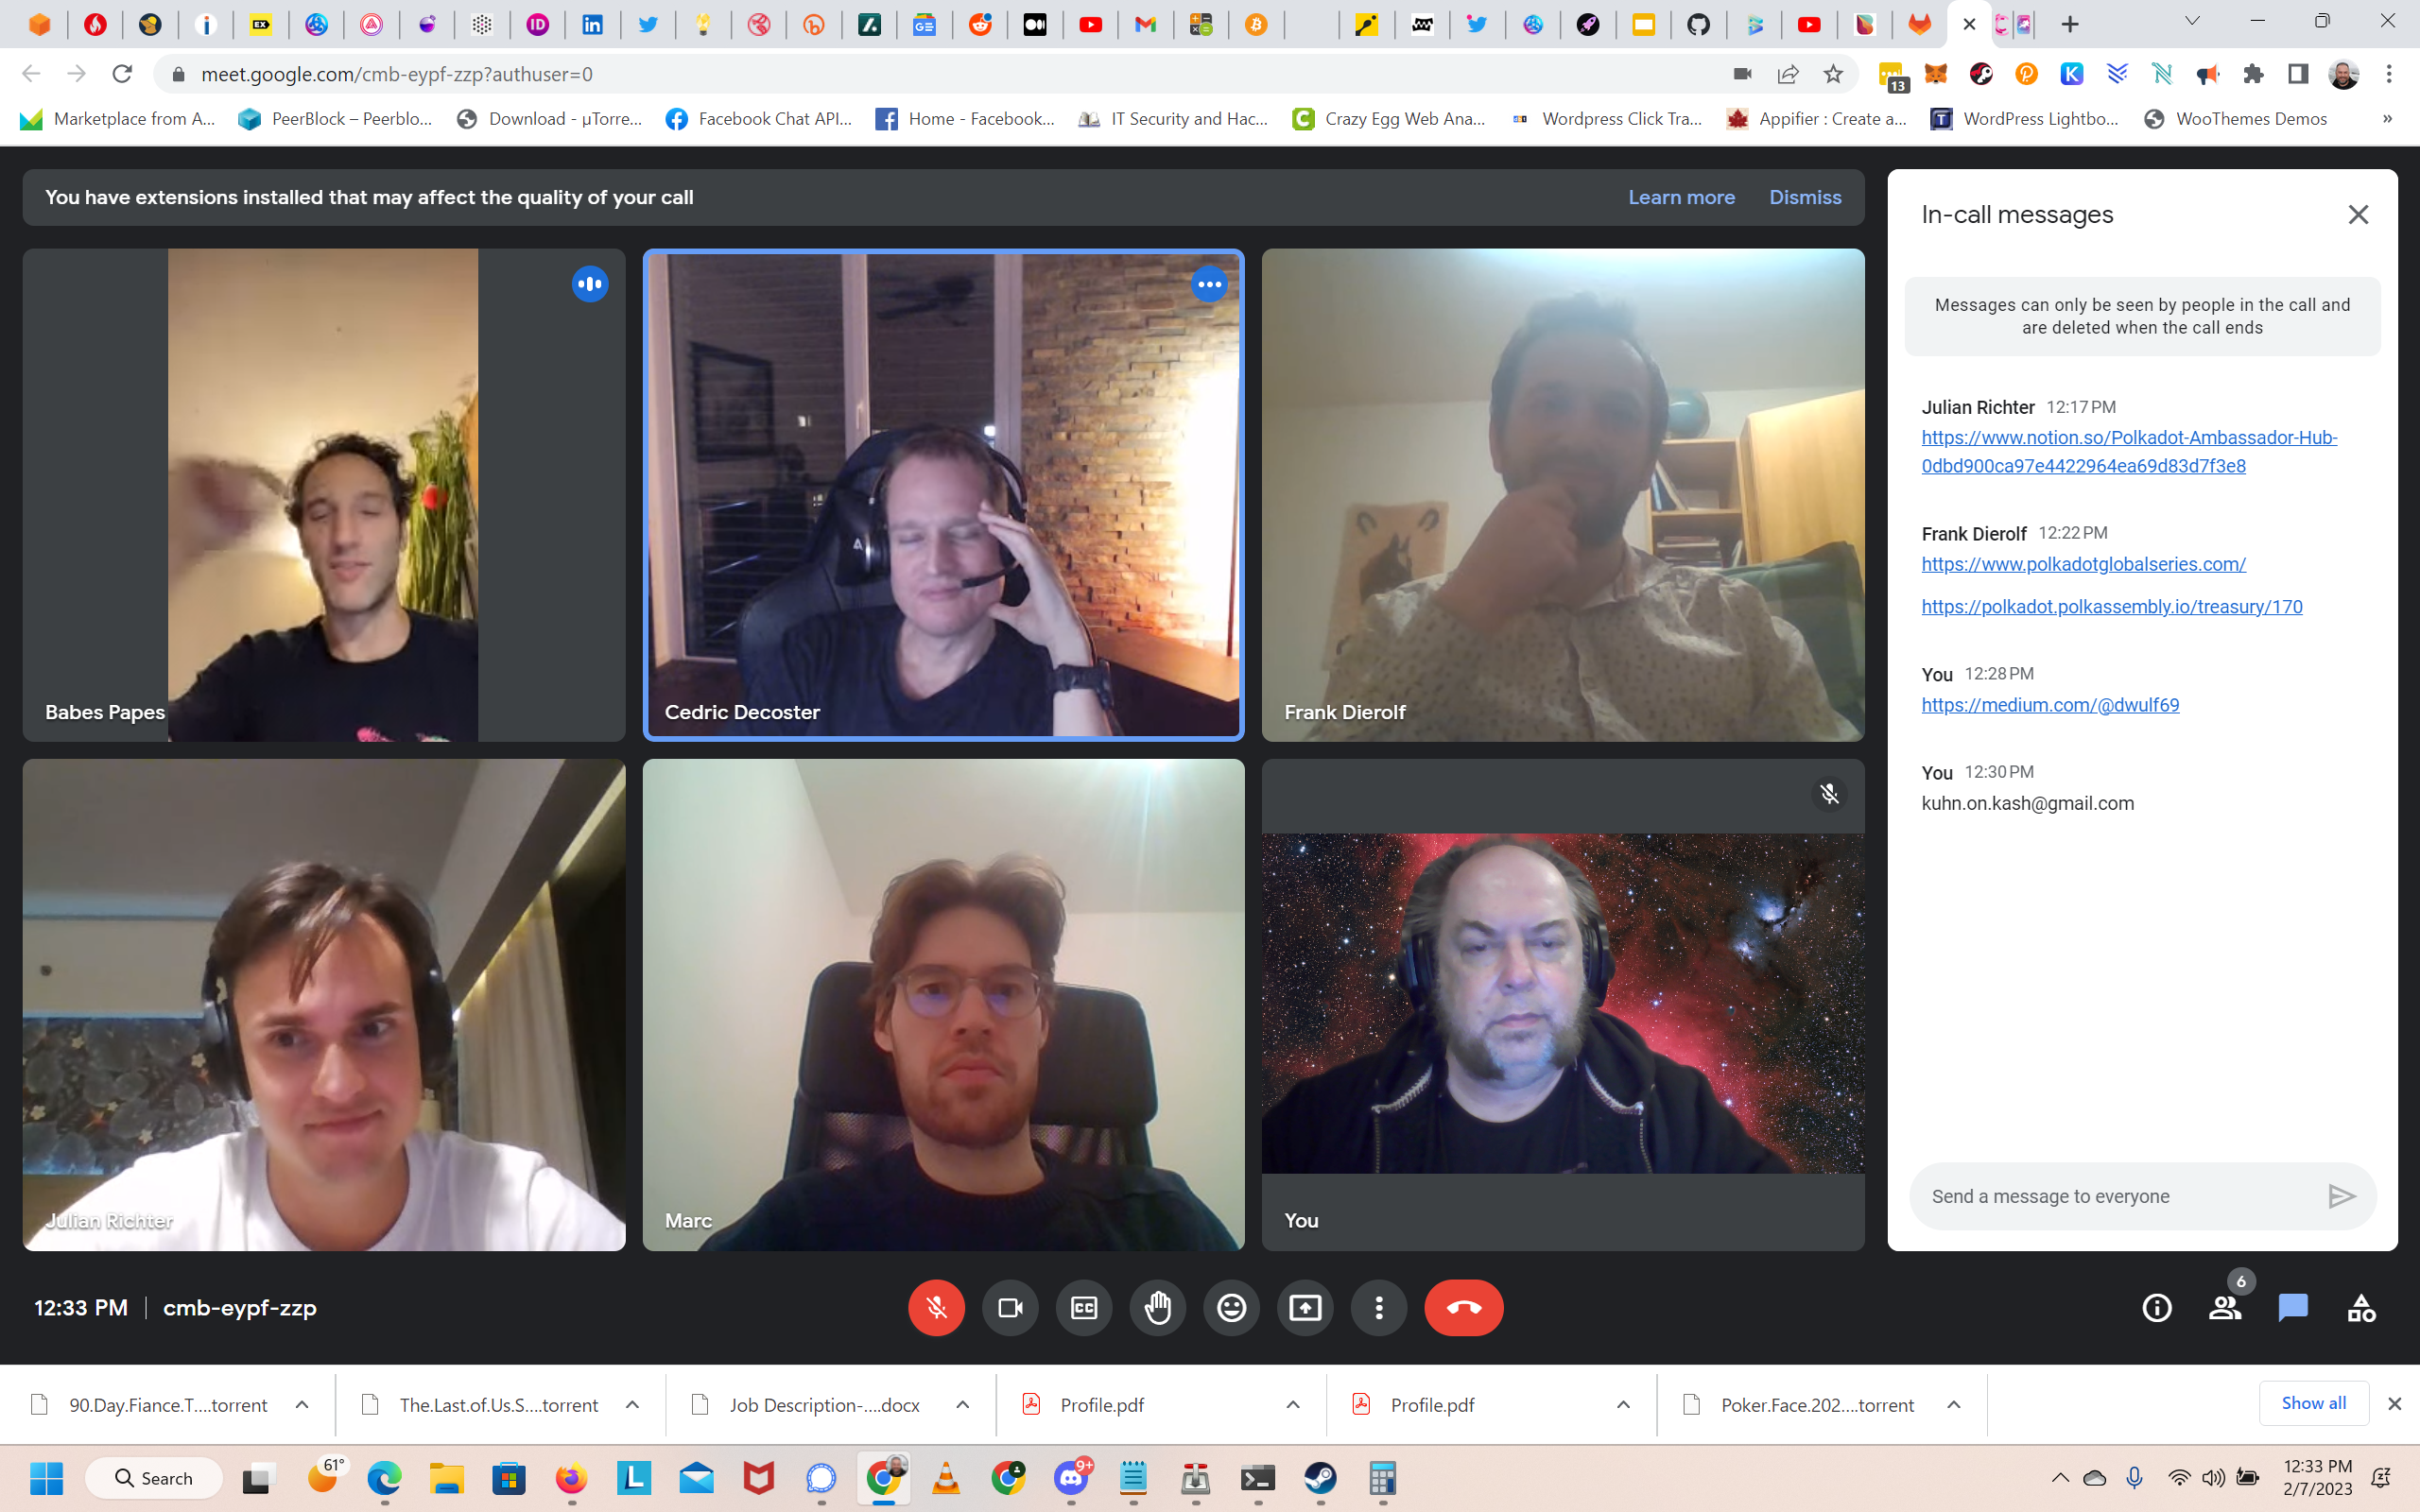 EX
ID
in
GE
meet.google.com/cmb-eypf-zzp?authuser=0
13
Marketplace from A...
PeerBlock – Peerblo...
Download - µTorre...
Facebook Chat API...
Home - Facebook...
IT Security and Hac...
Crazy Egg Web Ana...
Wordpress Click Tra...
Appifier : Create a...
WordPress Lightbo...
WooThemes Demos
»
You have extensions installed that may affect the quality of your call
Learn more
Dismiss
Babes Papes
Cedric Decoster
Frank Dierolf
Julian Richter
Marc
You
In-call messages
Messages can only be seen by people in the call and
are deleted when the call ends
Julian Richter 12:17 PM
https://www.notion.so/Polkadot-Ambassador-Hub-
0dbd900ca97e4422964ea69d83d7f3e8
Frank Dierolf 12:22 PM
https://www.polkadotglobalseries.com/
https://polkadot.polkassembly.io/treasury/170
You 12:28 PM
https://medium.com/@dwulf69
You 12:30 PM
kuhn.on.kash@gmail.com
Send a message to everyone
12:33 PM | cmb-eypf-zzp
CC
6
90.Day.Fiance.T....torrent
The.Last.of.Us.S....torrent
Job Description-....docx
Profile.pdf
Profile.pdf
Poker.Face.202....torrent
Show all
Search
61°
L
9+
12:33 PM
2/7/2023